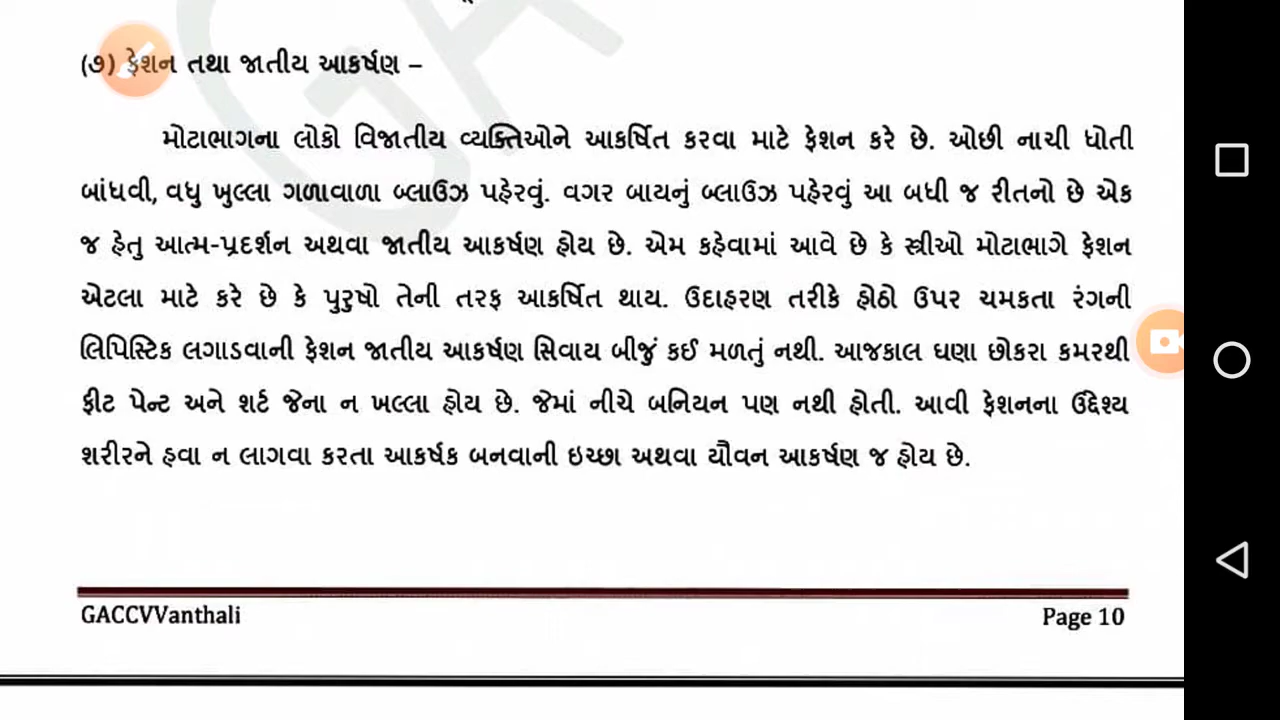 (૭) ફેશન તથા જાતીય આકર્ષણ –
મોટાભાગના લોકો વિજાતીય વ્યક્તિઓને આકર્ષિત કરવા માટે ફેશન કરે છે. ઓછી નાચી ધોતી
બાંધવી, વધુ ખુલ્લા ગળાવાળા બ્લાઉઝ પહેરવું. વગર બાયનું બ્લાઉઝ પહેરવું આ બધી જ રીતનો છે એક
જ હેતુ આત્મ-પ્રદર્શન અથવા જાતીય આકર્ષણ હોય છે. એમ કહેવામાં આવે છે કે સ્ત્રીઓ મોટાભાગે ફેશન
એટલા માટે કરે છે કે પુરુષો તેની તરફ આકર્ષિત થાય. ઉદાહરણ તરીકે હોઠો ઉપર ચમકતા રંગની
લિપિસ્ટિક લગાડવાની ફેશન જાતીય આકર્ષણ સિવાય બીજું કઈ મળતું નથી. આજકાલ ઘણા છોકરા કમરથી
ફીટ પેન્ટ અને શર્ટ જેના ન ખલ્લા હોય છે. જેમાં નીચે બનિયન પણ નથી હોતી. આવી ફેશનના ઉદ્દેશ્ય
શરીરને હવા ન લાગવા કરતા આકર્ષક બનવાની ઇચ્છા અથવા યૌવન આકર્ષણ જ હોય છે.
GACCVVanthali
Page 10